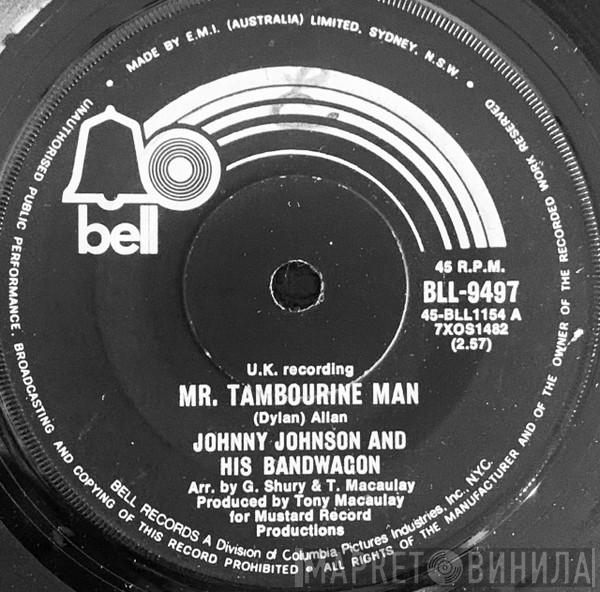 • MADE BY E.M.I. (AUSTRALIA) LIMITED, SYDNEY, N.S.W. •
UNAUTHORISED PUBLIC PERFORMANCE, BROADCASTING AND COPYING OF THIS RECORD PROHIBITED • ALL RIGHTS OF THE MANUFACTURER AND OF THE OWNER OF THE RECORDED WORK RESERVED
bell
45 R.P.M.
BLL-9497
45-BLL1154 A
7XOS1482
(2.57)
U.K. recording
MR. TAMBOURINE MAN
(Dylan) Allan
JOHNNY JOHNSON AND
HIS BANDWAGON
Arr. by G. Shury & T. Macaulay
Produced by Tony Macaulay
for Mustard Record
Productions
BELL RECORDS A Division of Columbia Pictures Industries, Inc. N.Y.C.
МАРКЕТ ВИНИЛА